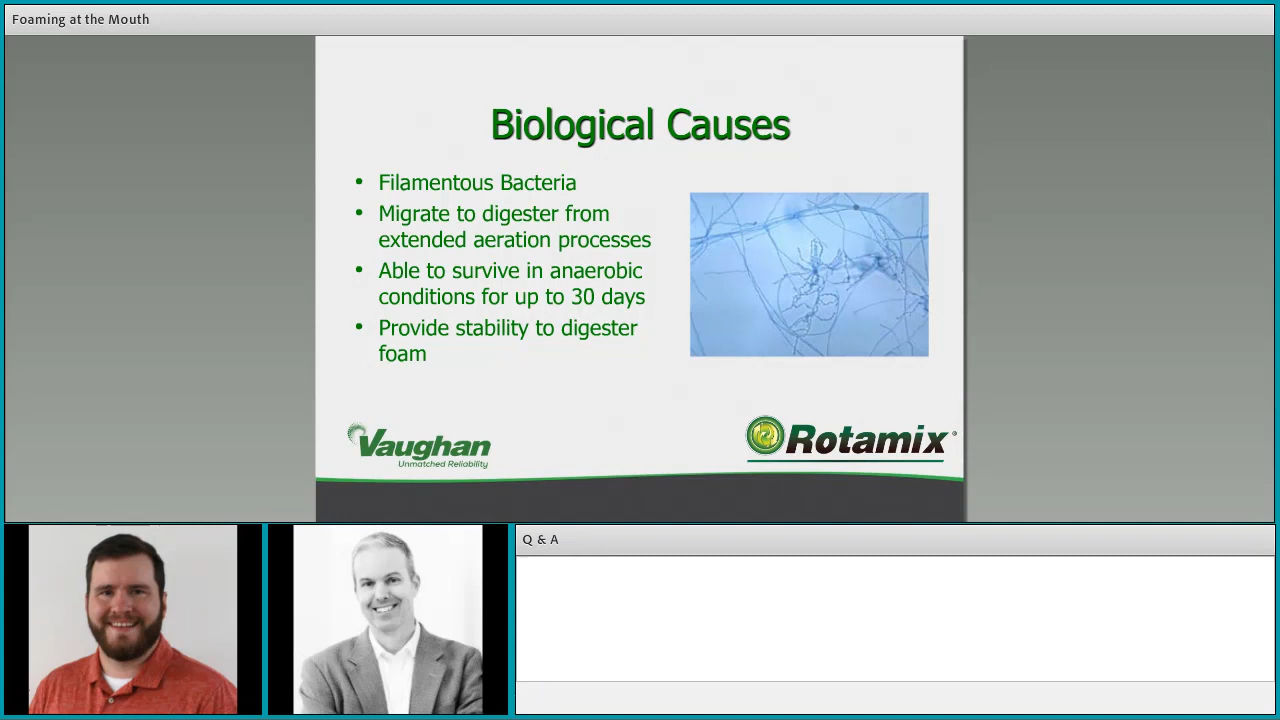 Foaming at the Mouth
Biological Causes
• Filamentous Bacteria
• Migrate to digester from
extended aeration processes
• Able to survive in anaerobic
conditions for up to 30 days
• Provide stability to digester
foam
Vaughan
Unmatched Reliability
Rotamix®
Q & A